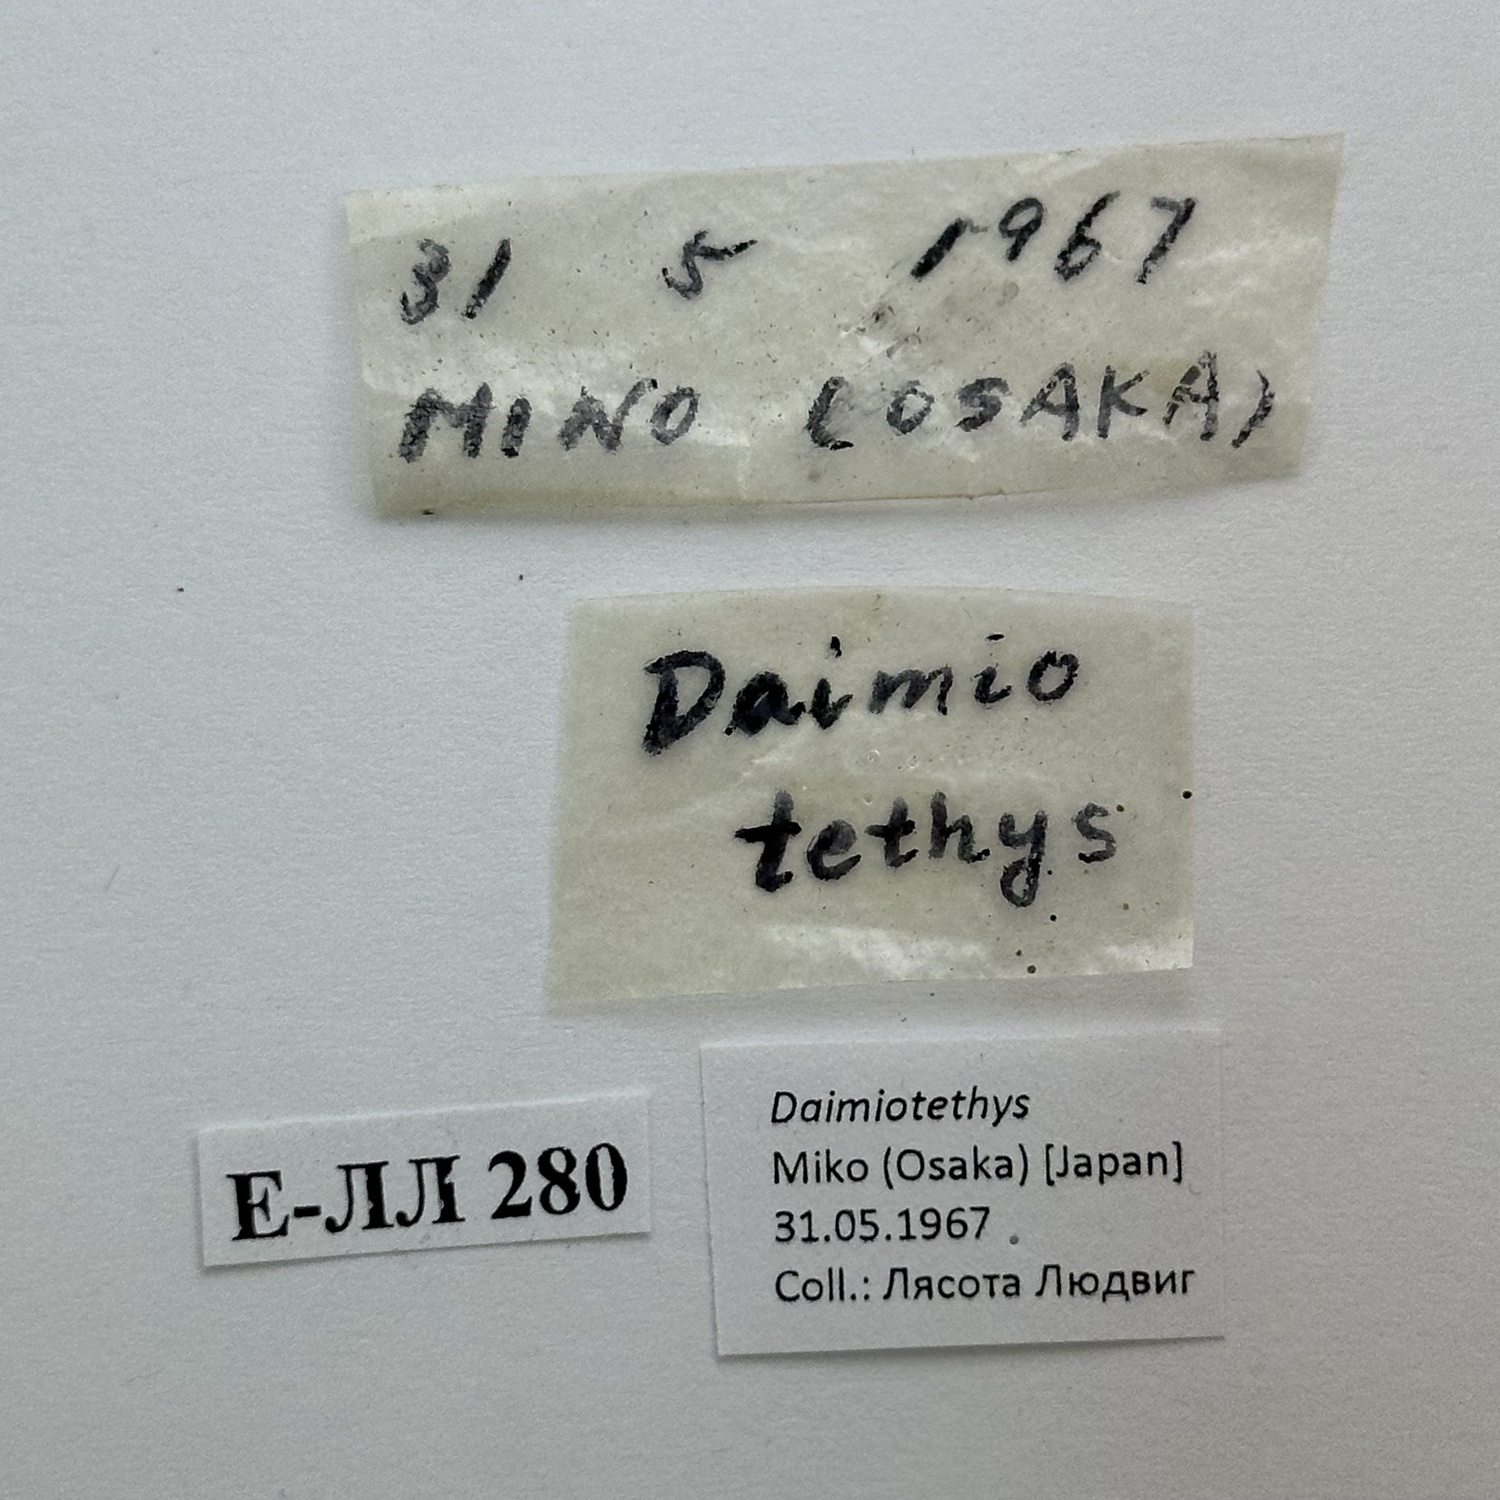 31 5 1967
MINO (OSAKA)
Daimio
tethys
Е-ЛЛ 280
Daimiotethys
Miko (Osaka) [Japan]
31.05.1967
Coll.: Лясота Людвиг